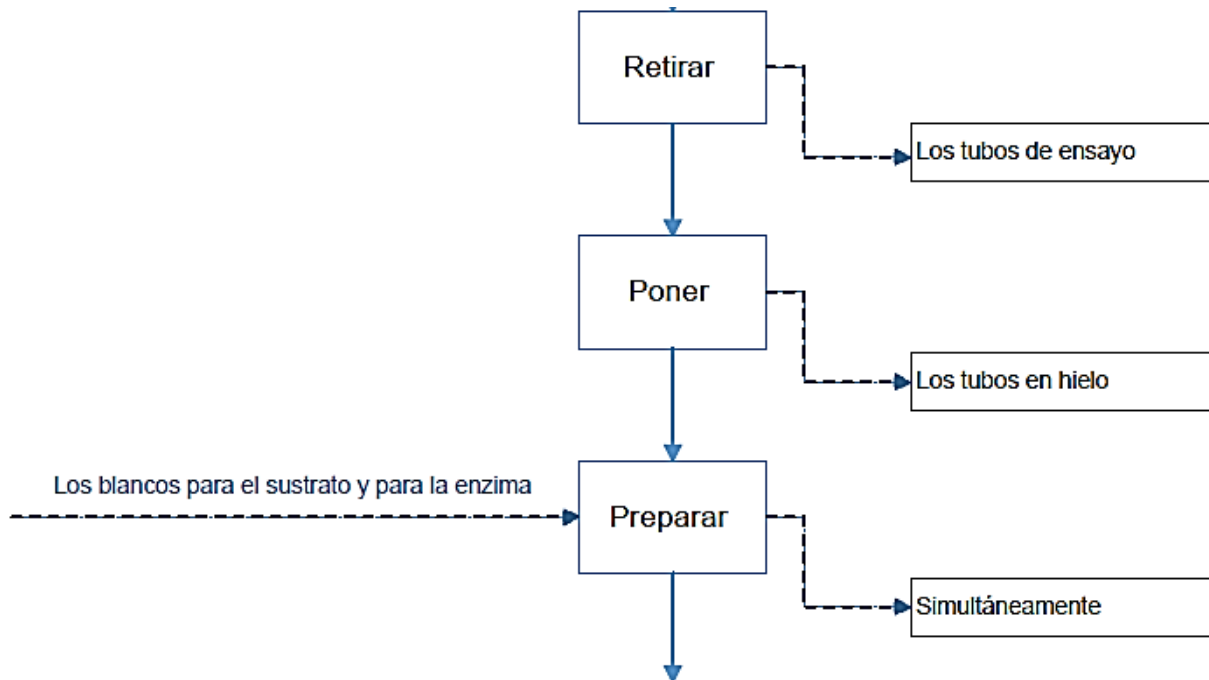 Retirar
Los tubos de ensayo
Poner
Los tubos en hielo
Los blancos para el sustrato y para la enzima
Preparar
Simultáneamente